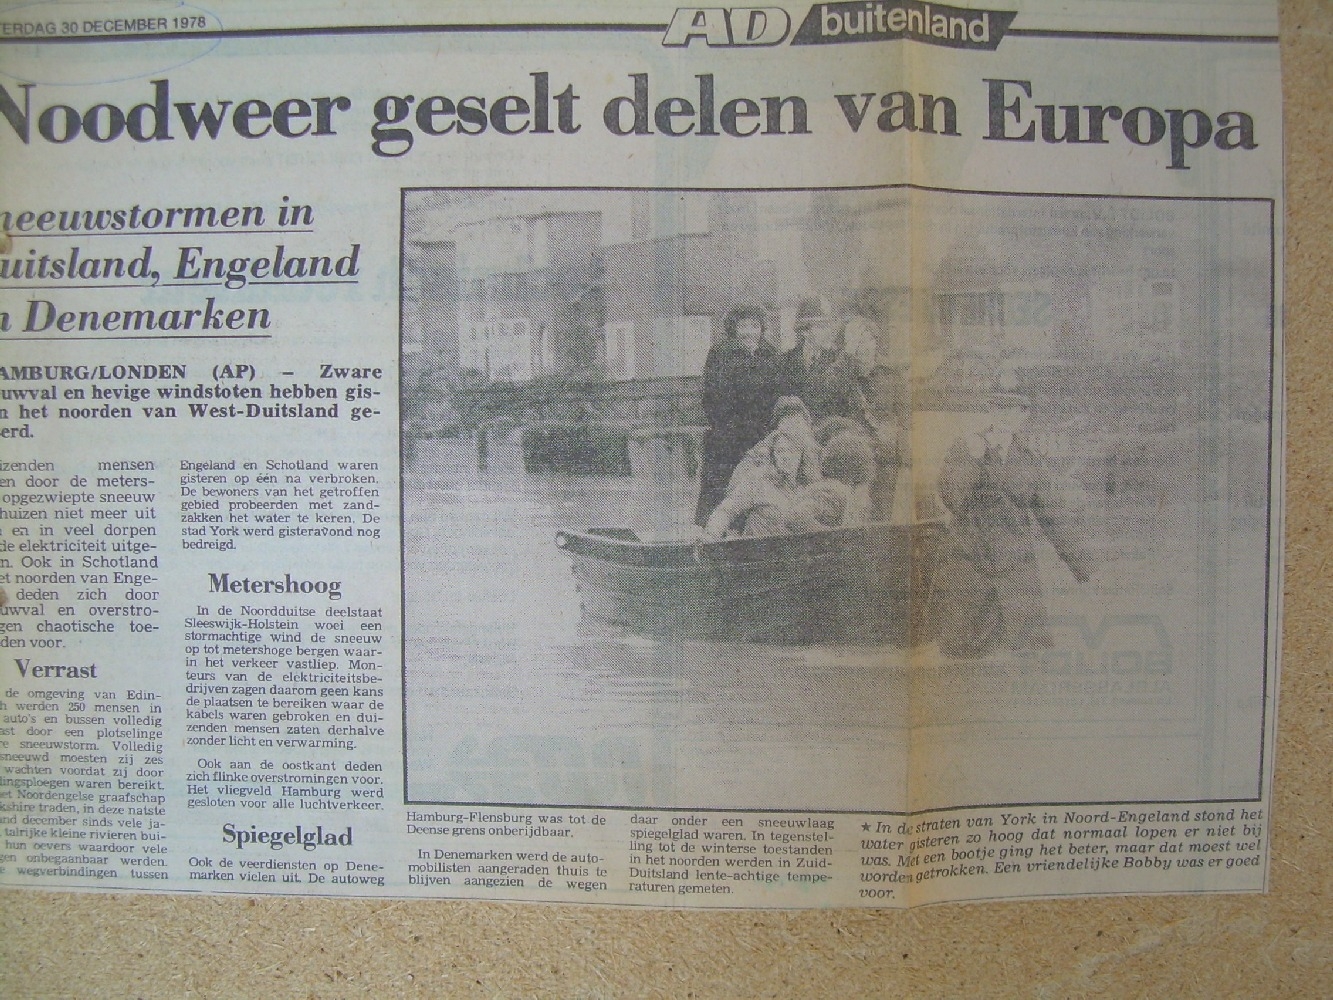 TERDAG 30 DECEMBER 1978
AD buitenland
Noodweer geselt delen van Europa
neeuwstormen in
uitsland, Engeland
n Denemarken
AMBURG/LONDEN (AP) – Zware
uwval en hevige windstoten hebben gis-
n het noorden van West-Duitsland ge-
erd.
izenden mensen
en door de meters-
opgezwiepte sneeuw
huizen niet meer uit
en in veel dorpen
de elektriciteit uitge-
n. Ook in Schotland
et noorden van Enge-
deden zich door
uwval en overstro-
gen chaotische toe-
den voor.
Verrast
de omgeving van Edin-
h werden 250 mensen in
auto's en bussen volledig
ast door een plotselinge
e sneeuwstorm. Volledig
sneeuwd moesten zij zes
wachten voordat zij door
lingsploegen waren bereikt.
et Noordengelse graafschap
kshire traden, in deze natste
and december sinds vele ja-
talrijke kleine rivieren bui-
hun oevers waardoor vele
gen onbegaanbaar werden.
e wegverbindingen tussen
Engeland en Schotland waren
gisteren op één na verbroken.
De bewoners van het getroffen
gebied probeerden met zand-
zakken het water te keren. De
stad York werd gisteravond nog
bedreigd.
Metershoog
In de Noordduitse deelstaat
Sleeswijk-Holstein woei een
stormachtige wind de sneeuw
op tot metershoge bergen waar-
in het verkeer vastliep. Mon-
teurs van de elektriciteitsbe-
drijven zagen daarom geen kans
de plaatsen te bereiken waar de
kabels waren gebroken en dui-
zenden mensen zaten derhalve
zonder licht en verwarming.
Ook aan de oostkant deden
zich flinke overstromingen voor.
Het vliegveld Hamburg werd
gesloten voor alle luchtverkeer.
Spiegelglad
Ook de veerdiensten op Dene-
marken vielen uit. De autoweg
Hamburg-Flensburg was tot de
Deense grens onberijdbaar.
In Denemarken werd de auto-
mobilisten aangeraden thuis te
blijven aangezien de wegen
daar onder een sneeuwlaag
spiegelglad waren. In tegenstel-
ling tot de winterse toestanden
in het noorden werden in Zuid-
Duitsland lente-achtige tempe-
raturen gemeten.
★ In de straten van York in Noord-Engeland stond het
water gisteren zo hoog dat normaal lopen er niet bij
was. Met een bootje ging het beter, maar dat moest wel
worden getrokken. Een vriendelijke Bobby was er goed
voor.